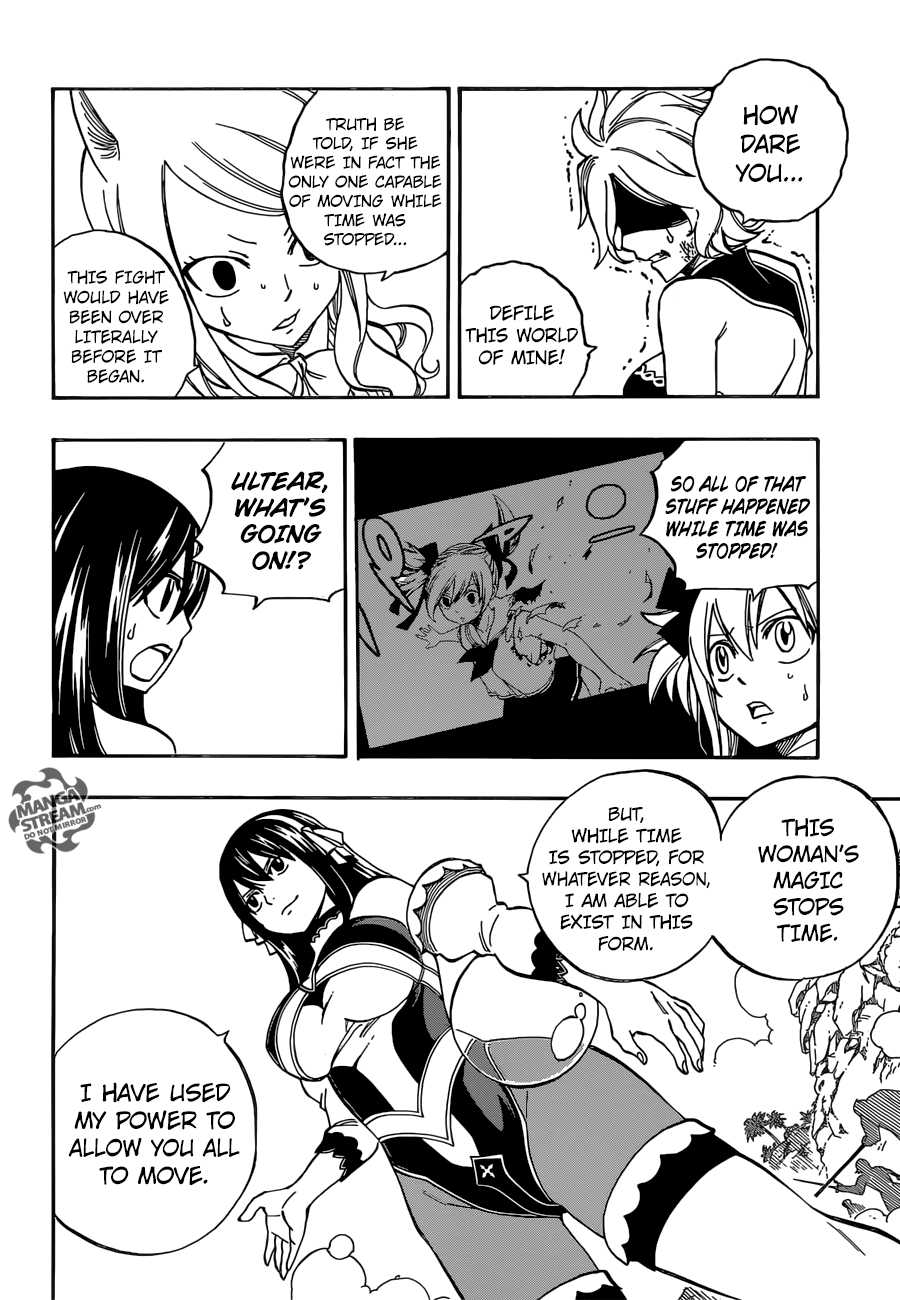 HOW
DARE
YOU...
DEFILE
THIS WORLD
OF MINE!
TRUTH BE
TOLD, IF SHE
WERE IN FACT THE
ONLY ONE CAPABLE
OF MOVING WHILE
TIME WAS
STOPPED...
THIS FIGHT
WOULD HAVE
BEEN OVER
LITERALLY
BEFORE IT
BEGAN.
SO ALL OF THAT
STUFF HAPPENED
WHILE TIME WAS
STOPPED!
ULTEAR,
WHAT'S
GOING
ON!?
THIS
WOMAN'S
MAGIC
STOPS
TIME.
BUT,
WHILE TIME
IS STOPPED, FOR
WHATEVER REASON,
I AM ABLE TO
EXIST IN THIS
FORM.
I HAVE USED
MY POWER TO
ALLOW YOU ALL
TO MOVE.
MANGA
STREAM.com
DO NOT MIRROR